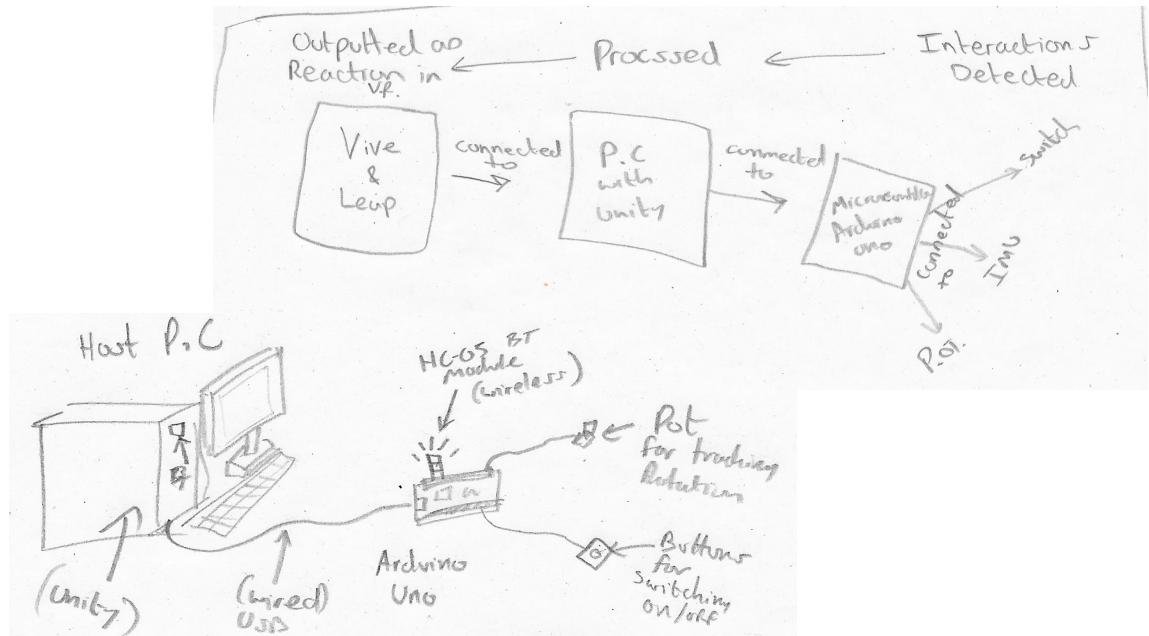 Outputted as
Reaction in
V.R.
Procssed
Interactions
Detected
Vive
&
Leap
connected
to
P.C
with
Unity
connected
to
Microcontroller
Arduino
uno
Connected
to
Switch
Imu
P.ot.
Host P.C
HC-05 BT
Module
(wireless)
Pot
for tracking
Rotation
Buttons
for
Switching
on/off
Arduino
Uno
(wired)
USB
(Unity)